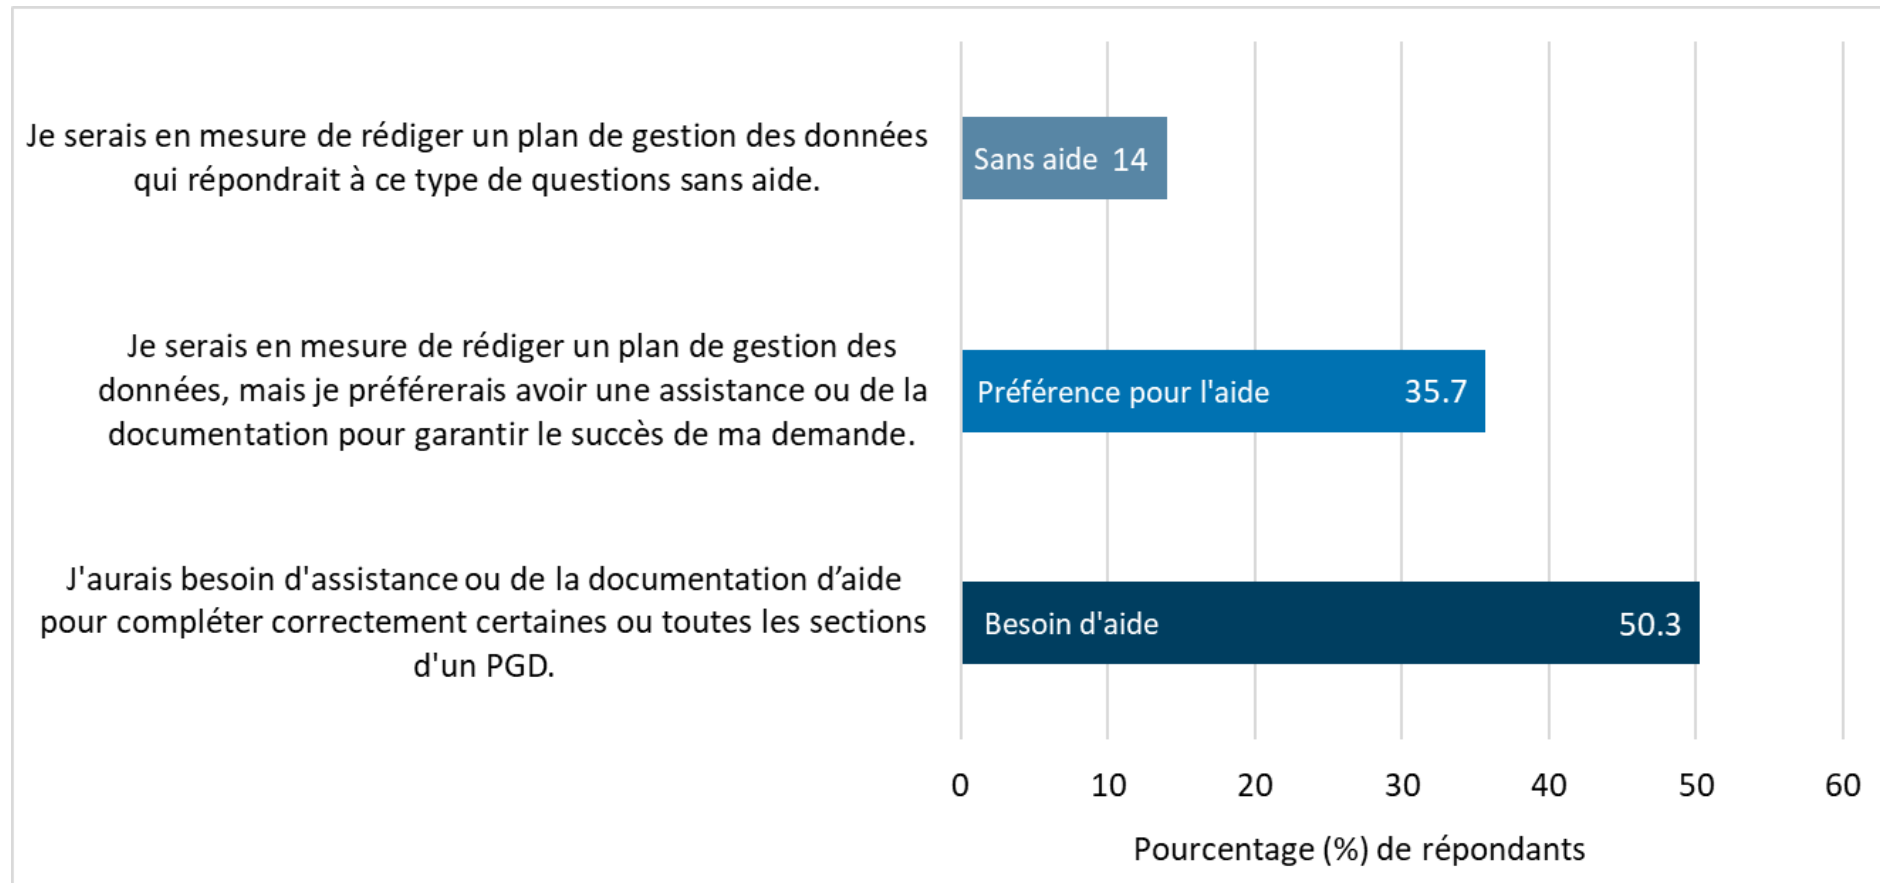 Je serais en mesure de rédiger un plan de gestion des données
qui répondrait à ce type de questions sans aide.
Sans aide 14
Je serais en mesure de rédiger un plan de gestion des
données, mais je préférerais avoir une assistance ou de la
documentation pour garantir le succès de ma demande.
Préférence pour l'aide 35.7
J'aurais besoin d'assistance ou de la documentation d’aide
pour compléter correctement certaines ou toutes les sections
d'un PGD.
Besoin d'aide 50.3
0 10 20 30 40 50 60
Pourcentage (%) de répondants